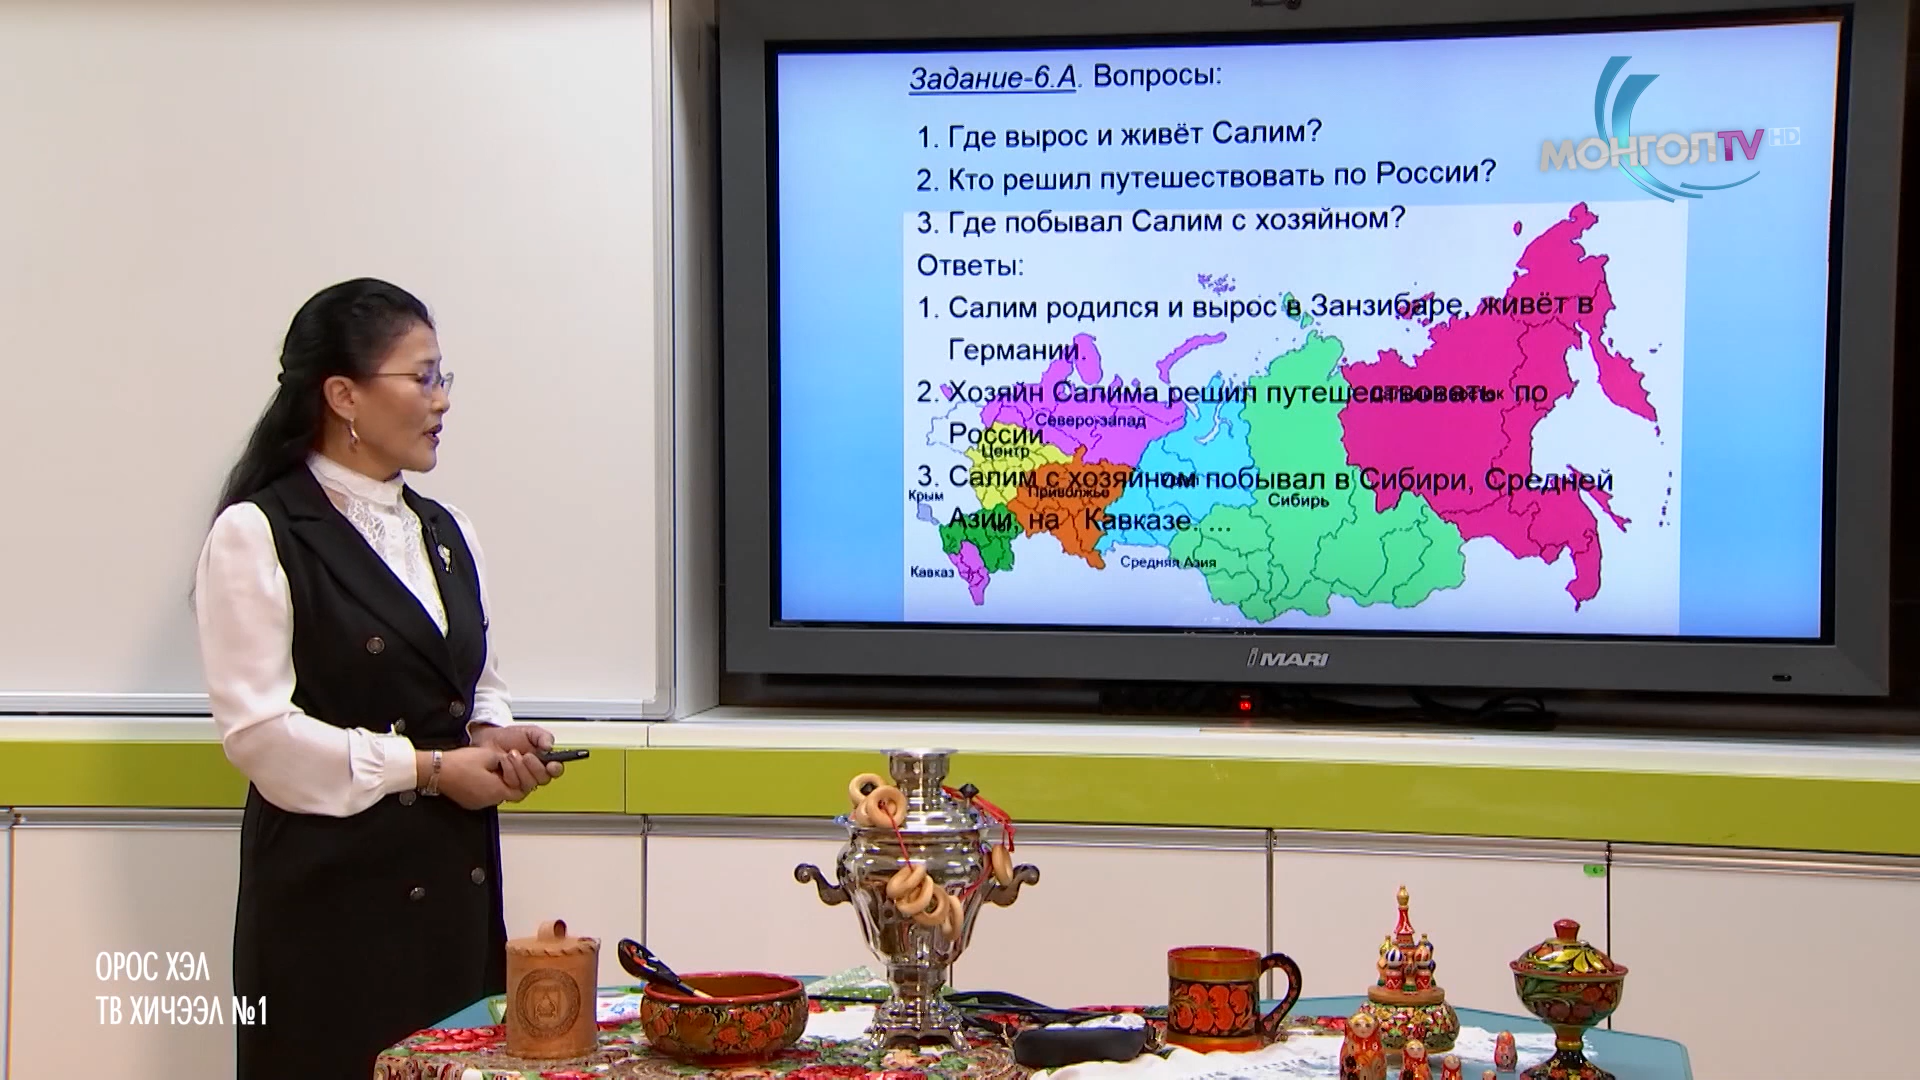 Задание-6.А. Вопросы:
1. Где вырос и живёт Салим?
2. Кто решил путешествовать по России?
3. Где побывал Салим с хозяйном?
Ответы:
1. Салим родился и вырос в Занзибаре, живёт в
Германии.
2. Хозяйн Салима решил путешествовать по
России.
3. Салим с хозяйном побывал в Сибири, Средней
Азии, на Кавказе. ...
Северо-запад
Центр
Крым
Приволжье
Сибирь
Кавказ
Средняя Азия
МОНГОЛTV HD
iMARI
ОРОС ХЭЛ
ТВ ХИЧЭЭЛ №1